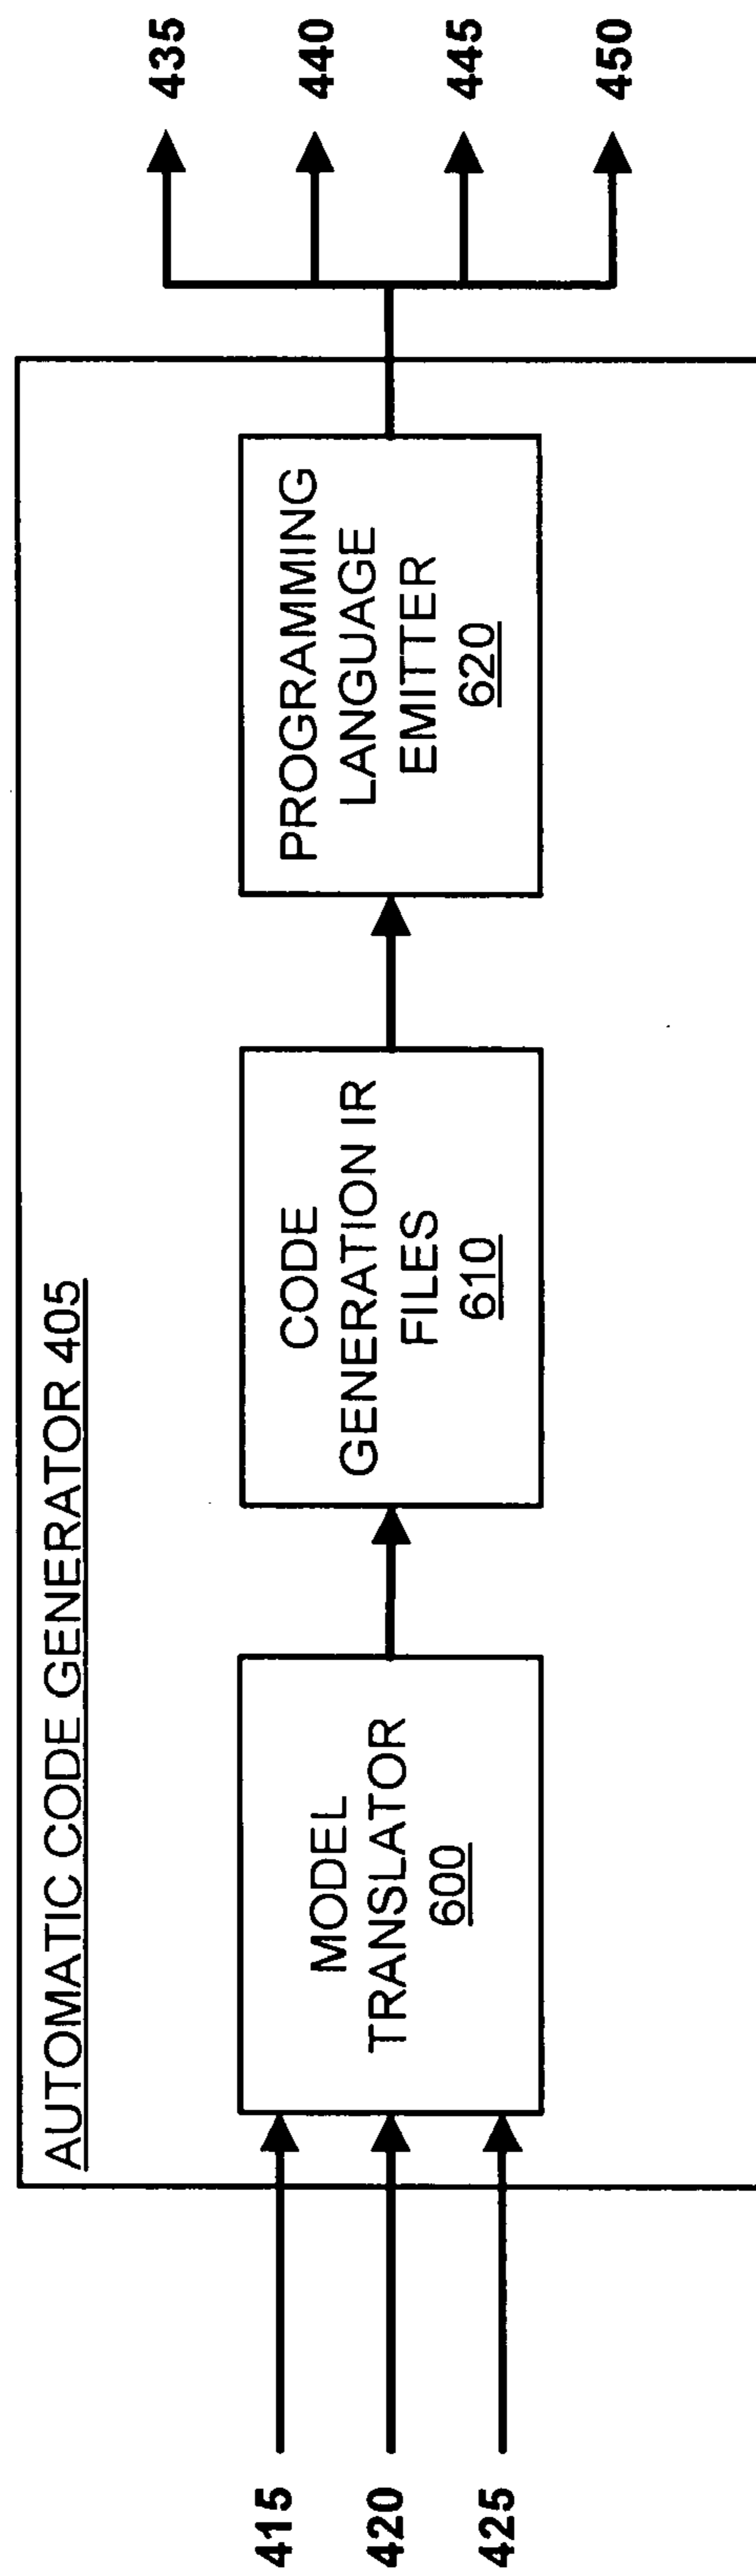 AUTOMATIC CODE GENERATOR 405
415
420
425
MODEL
TRANSLATOR
600
CODE
GENERATION IR
FILES
610
PROGRAMMING
LANGUAGE
EMITTER
620
435
440
445
450